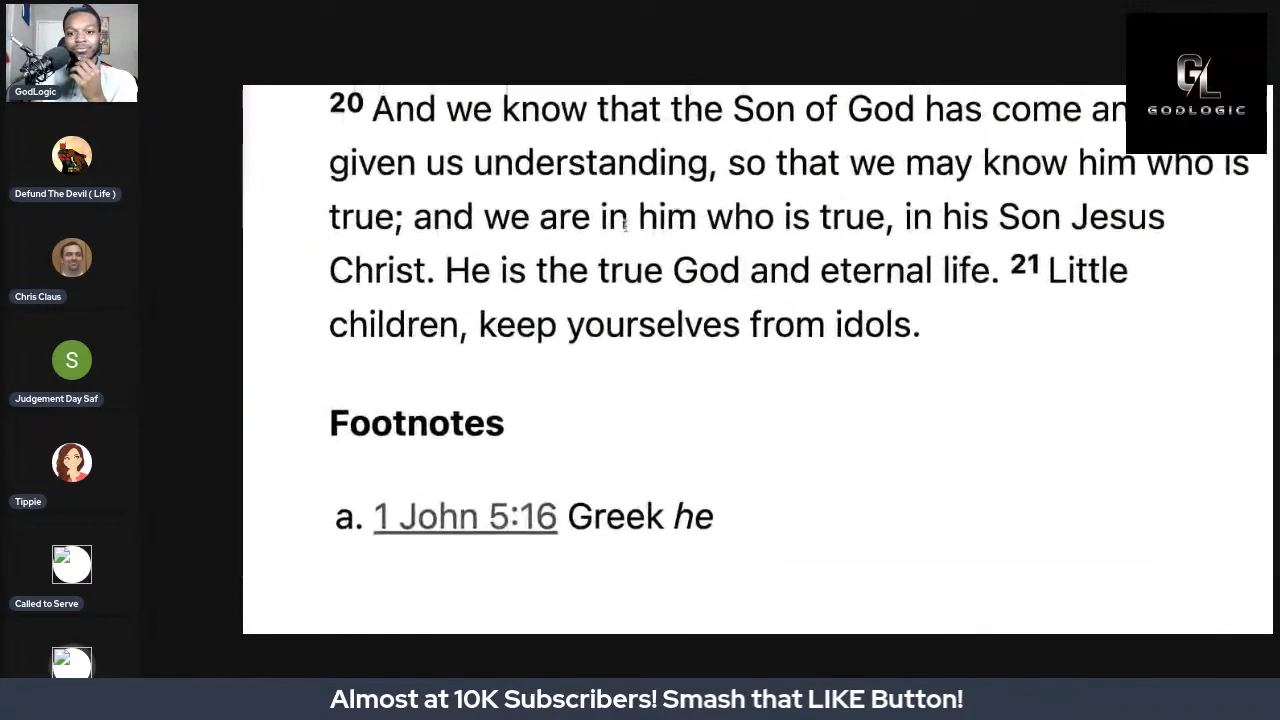 GodLogic
Defund The Devil ( Life )
Chris Claus
S
Judgement Day Saf
Tippie
Called to Serve
GL
GODLOGIC
20 And we know that the Son of God has come an
given us understanding, so that we may know him who is
true; and we are in him who is true, in his Son Jesus
Christ. He is the true God and eternal life. 21 Little
children, keep yourselves from idols.
Footnotes
a. 1 John 5:16 Greek he
Almost at 10K Subscribers! Smash that LIKE Button!